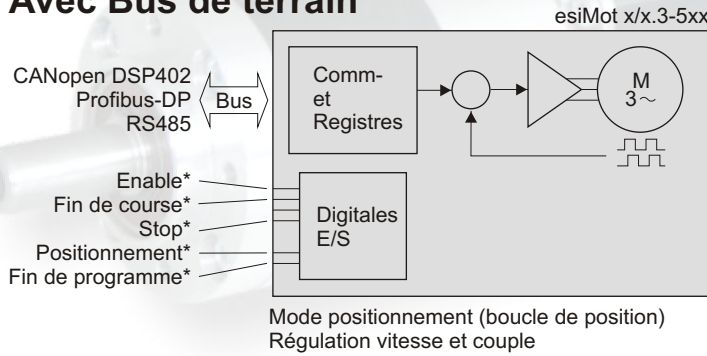 Avec Bus de terrain
esiMot x/x.3-5xx
CANopen DSP402
Profibus-DP
RS485
Bus
Comm-
et
Registres
M
3~
Enable*
Fin de course*
Stop*
Positionnement*
Fin de programme*
Digitales
E/S
Mode positionnement (boucle de position)
Régulation vitesse et couple